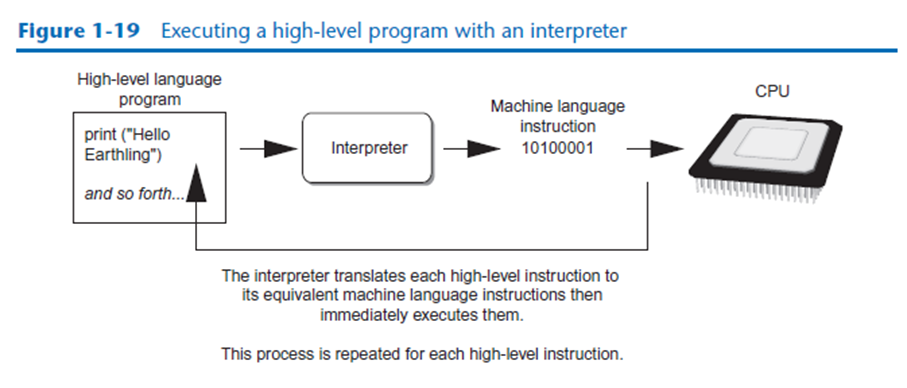 Figure 1-19 Executing a high-level program with an interpreter
High-level language
program
print ("Hello
Earthling")
and so forth...
Interpreter
Machine language
instruction
10100001
CPU
The interpreter translates each high-level instruction to
its equivalent machine language instructions then
immediately executes them.
This process is repeated for each high-level instruction.